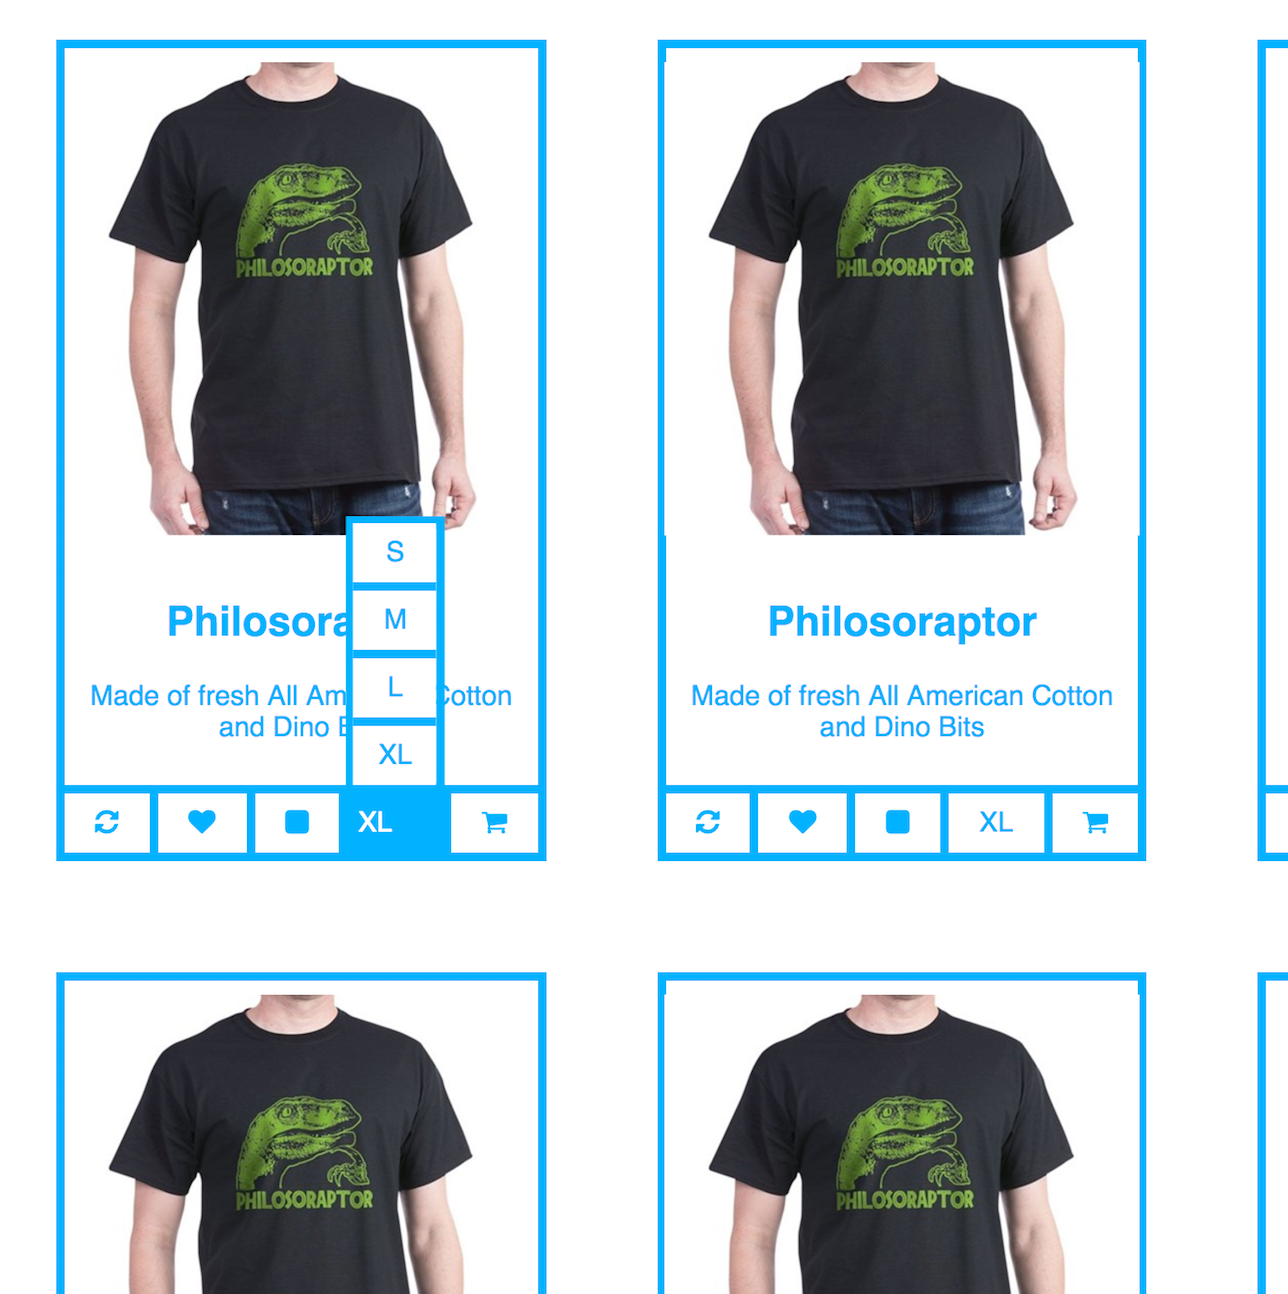 PHILOSORAPTOR
S
M
L
XL
Philosora
Made of fresh All Am Cotton
and Dino
XL
PHILOSORAPTOR
Philosoraptor
Made of fresh All American Cotton
and Dino Bits
XL
PHILOSORAPTOR
PHILOSORAPTOR